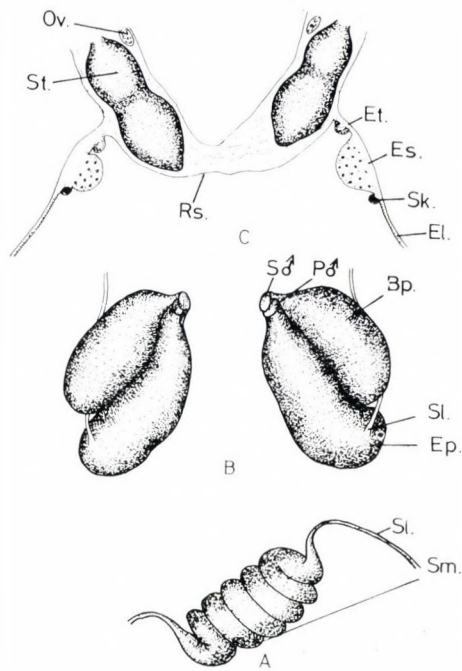 Ov.
St.
Et.
Es.
Rs.
Sk.
El.
C
S♂ P♂
Bp.
Sl.
Ep.
B
Sl.
Sm.
A